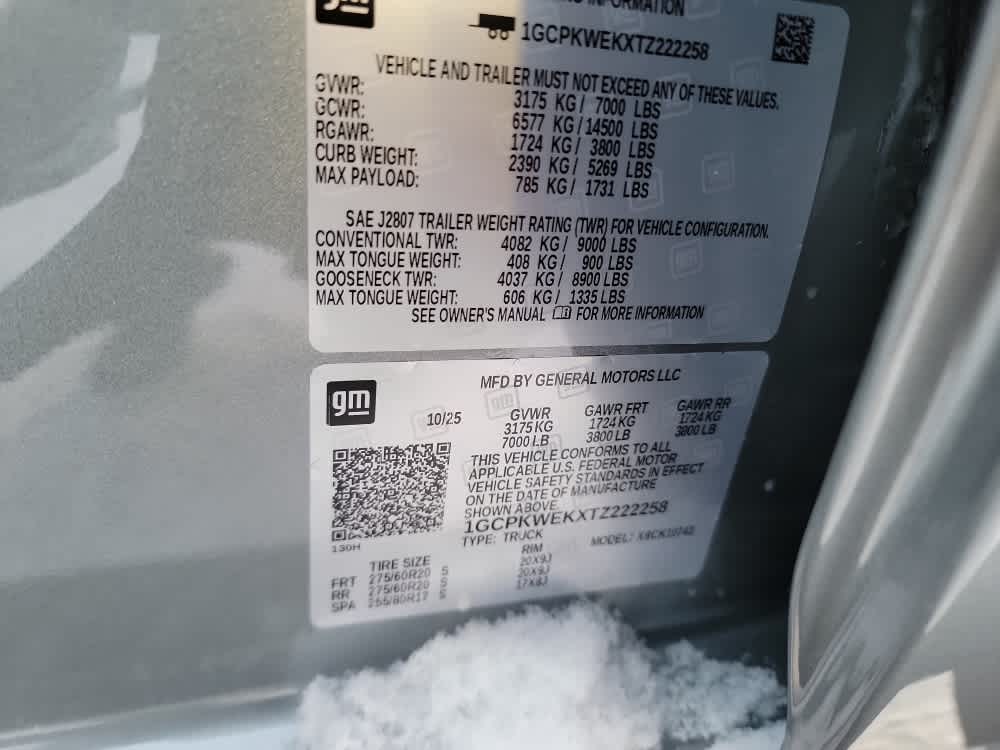 gm
INFORMATION
1GCPKWEKXTZ222258
VEHICLE AND TRAILER MUST NOT EXCEED ANY OF THESE VALUES.
GVWR: 3175 KG / 7000 LBS
GCWR: 6577 KG / 14500 LBS
RGAWR: 1724 KG / 3800 LBS
CURB WEIGHT: 2390 KG / 5269 LBS
MAX PAYLOAD: 785 KG / 1731 LBS
SAE J2807 TRAILER WEIGHT RATING (TWR) FOR VEHICLE CONFIGURATION.
CONVENTIONAL TWR: 4082 KG / 9000 LBS
MAX TONGUE WEIGHT: 408 KG / 900 LBS
GOOSENECK TWR: 4037 KG / 8900 LBS
MAX TONGUE WEIGHT: 606 KG / 1335 LBS
SEE OWNER'S MANUAL FOR MORE INFORMATION
gm
MFD BY GENERAL MOTORS LLC
10/25 GVWR GAWR FRT GAWR RR
3175 KG 1724 KG 1724 KG
7000 LB 3800 LB 3800 LB
THIS VEHICLE CONFORMS TO ALL
APPLICABLE U.S. FEDERAL MOTOR
VEHICLE SAFETY STANDARDS IN EFFECT
ON THE DATE OF MANUFACTURE
SHOWN ABOVE.
1GCPKWEKXTZ222258
TYPE: TRUCK MODEL:
130H
TIRE SIZE RIM
FRT 275/60R20 S 20X9J
RR 275/60R20 S 20X9J
SPA 255/80R17 S 17X8J